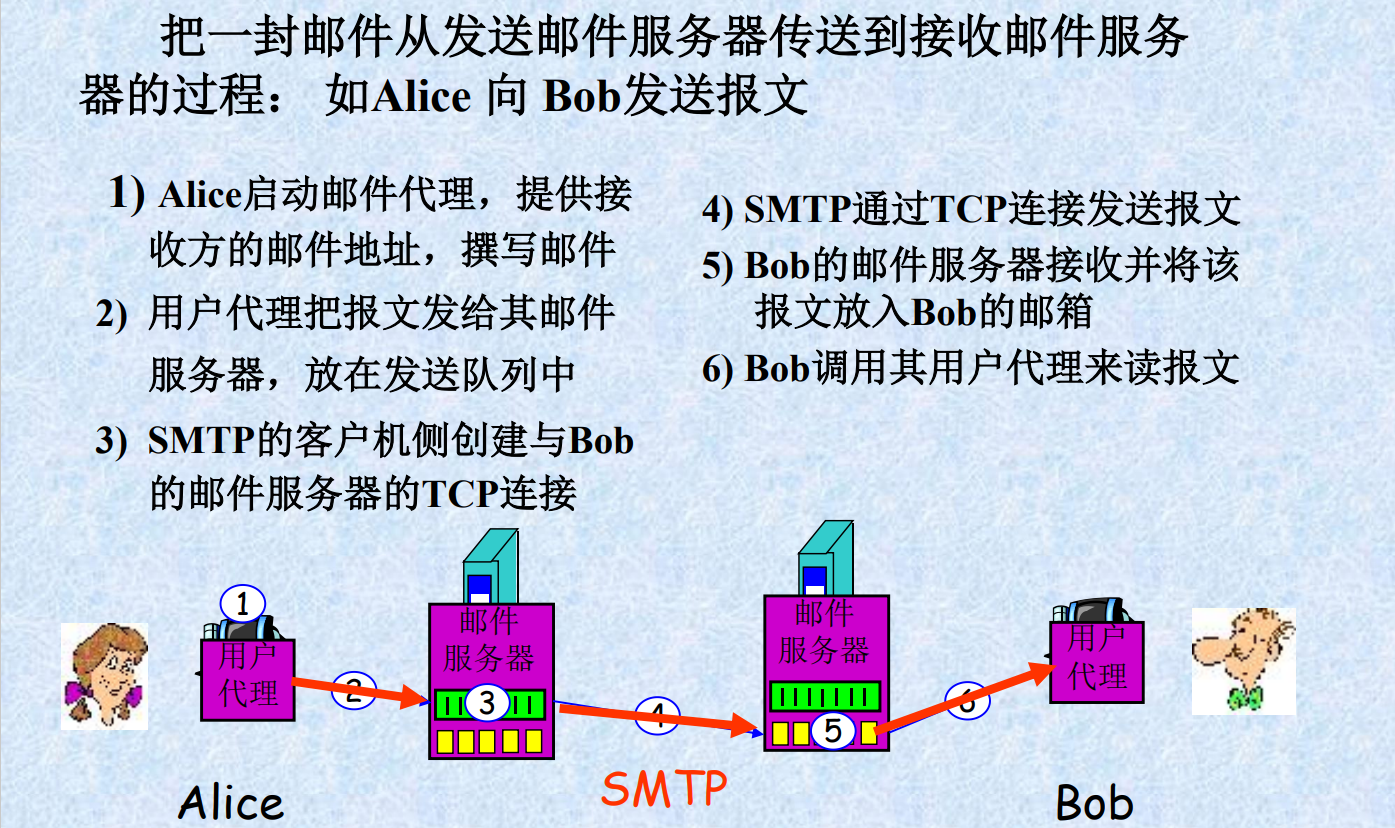 把一封邮件从发送邮件服务器传送到接收邮件服务
器的过程： 如Alice 向 Bob发送报文
1) Alice启动邮件代理，提供接
收方的邮件地址，撰写邮件
2) 用户代理把报文发给其邮件
服务器，放在发送队列中
3) SMTP的客户机侧创建与Bob
的邮件服务器的TCP连接
4) SMTP通过TCP连接发送报文
5) Bob的邮件服务器接收并将该
报文放入Bob的邮箱
6) Bob调用其用户代理来读报文
1
用户
代理
2
邮件
服务器
3
4
邮件
服务器
5
6
用户
代理
SMTP
Alice
Bob